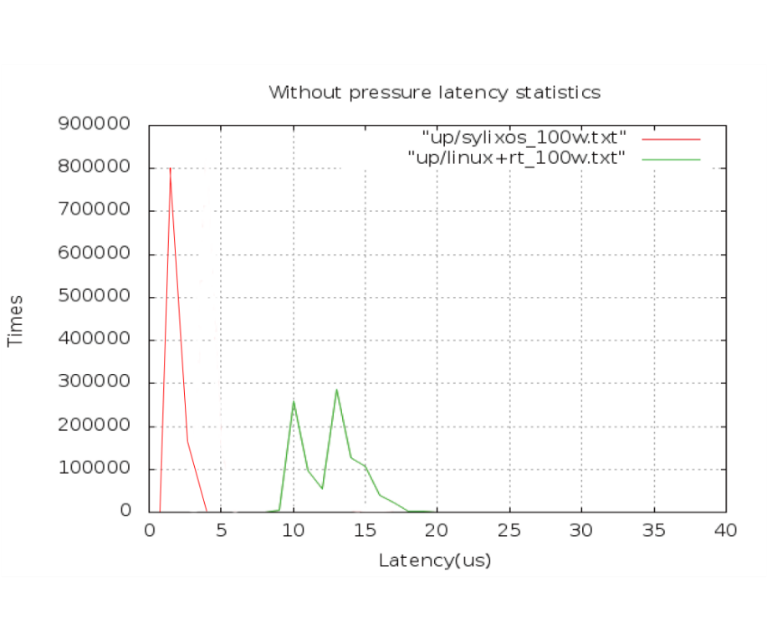 Without pressure latency statistics
900000
"up/sylixos_100w.txt"
"up/linux+rt_100w.txt"
800000
700000
600000
500000
400000
300000
200000
100000
0
Times
0 5 10 15 20 25 30 35 40
Latency(us)